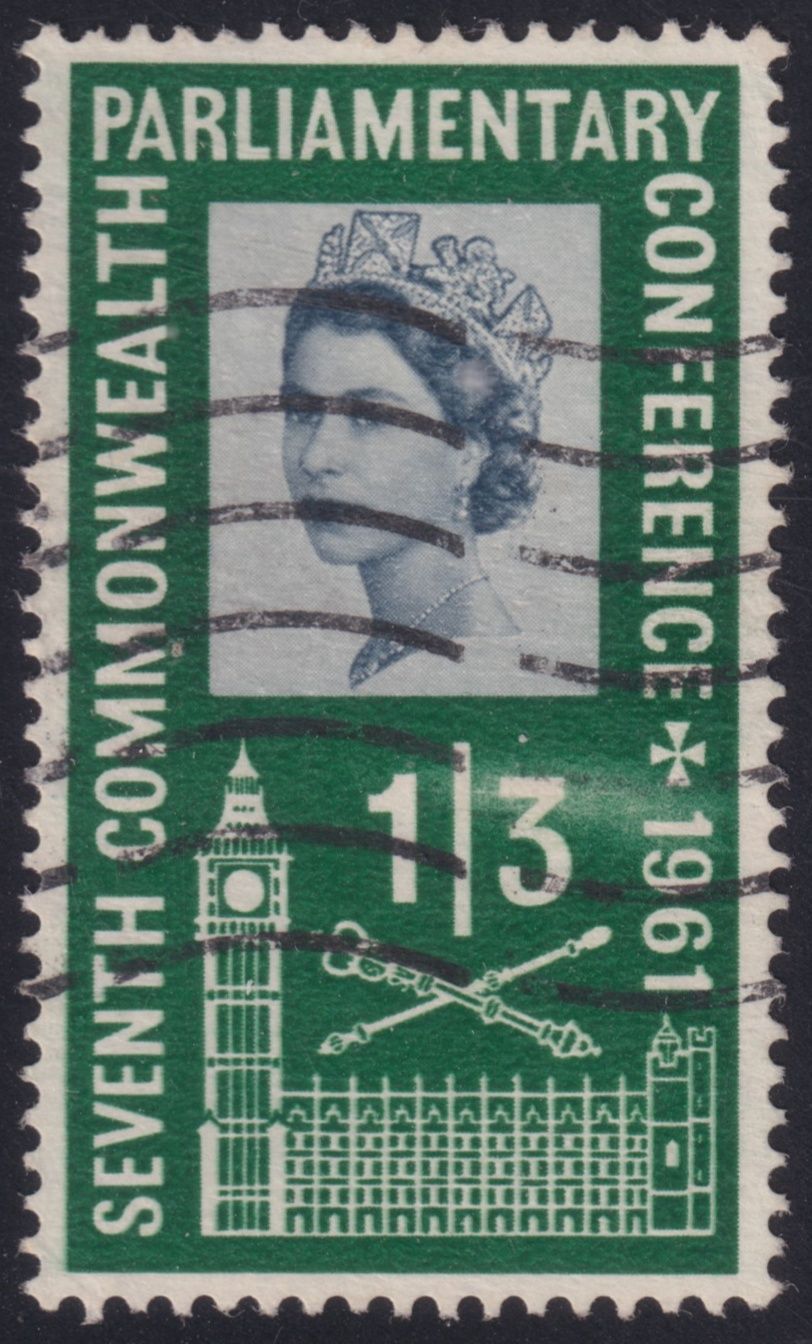 SEVENTH COMMONWEALTH
PARLIAMENTARY
CONFERENCE ✠ 1961
1/3